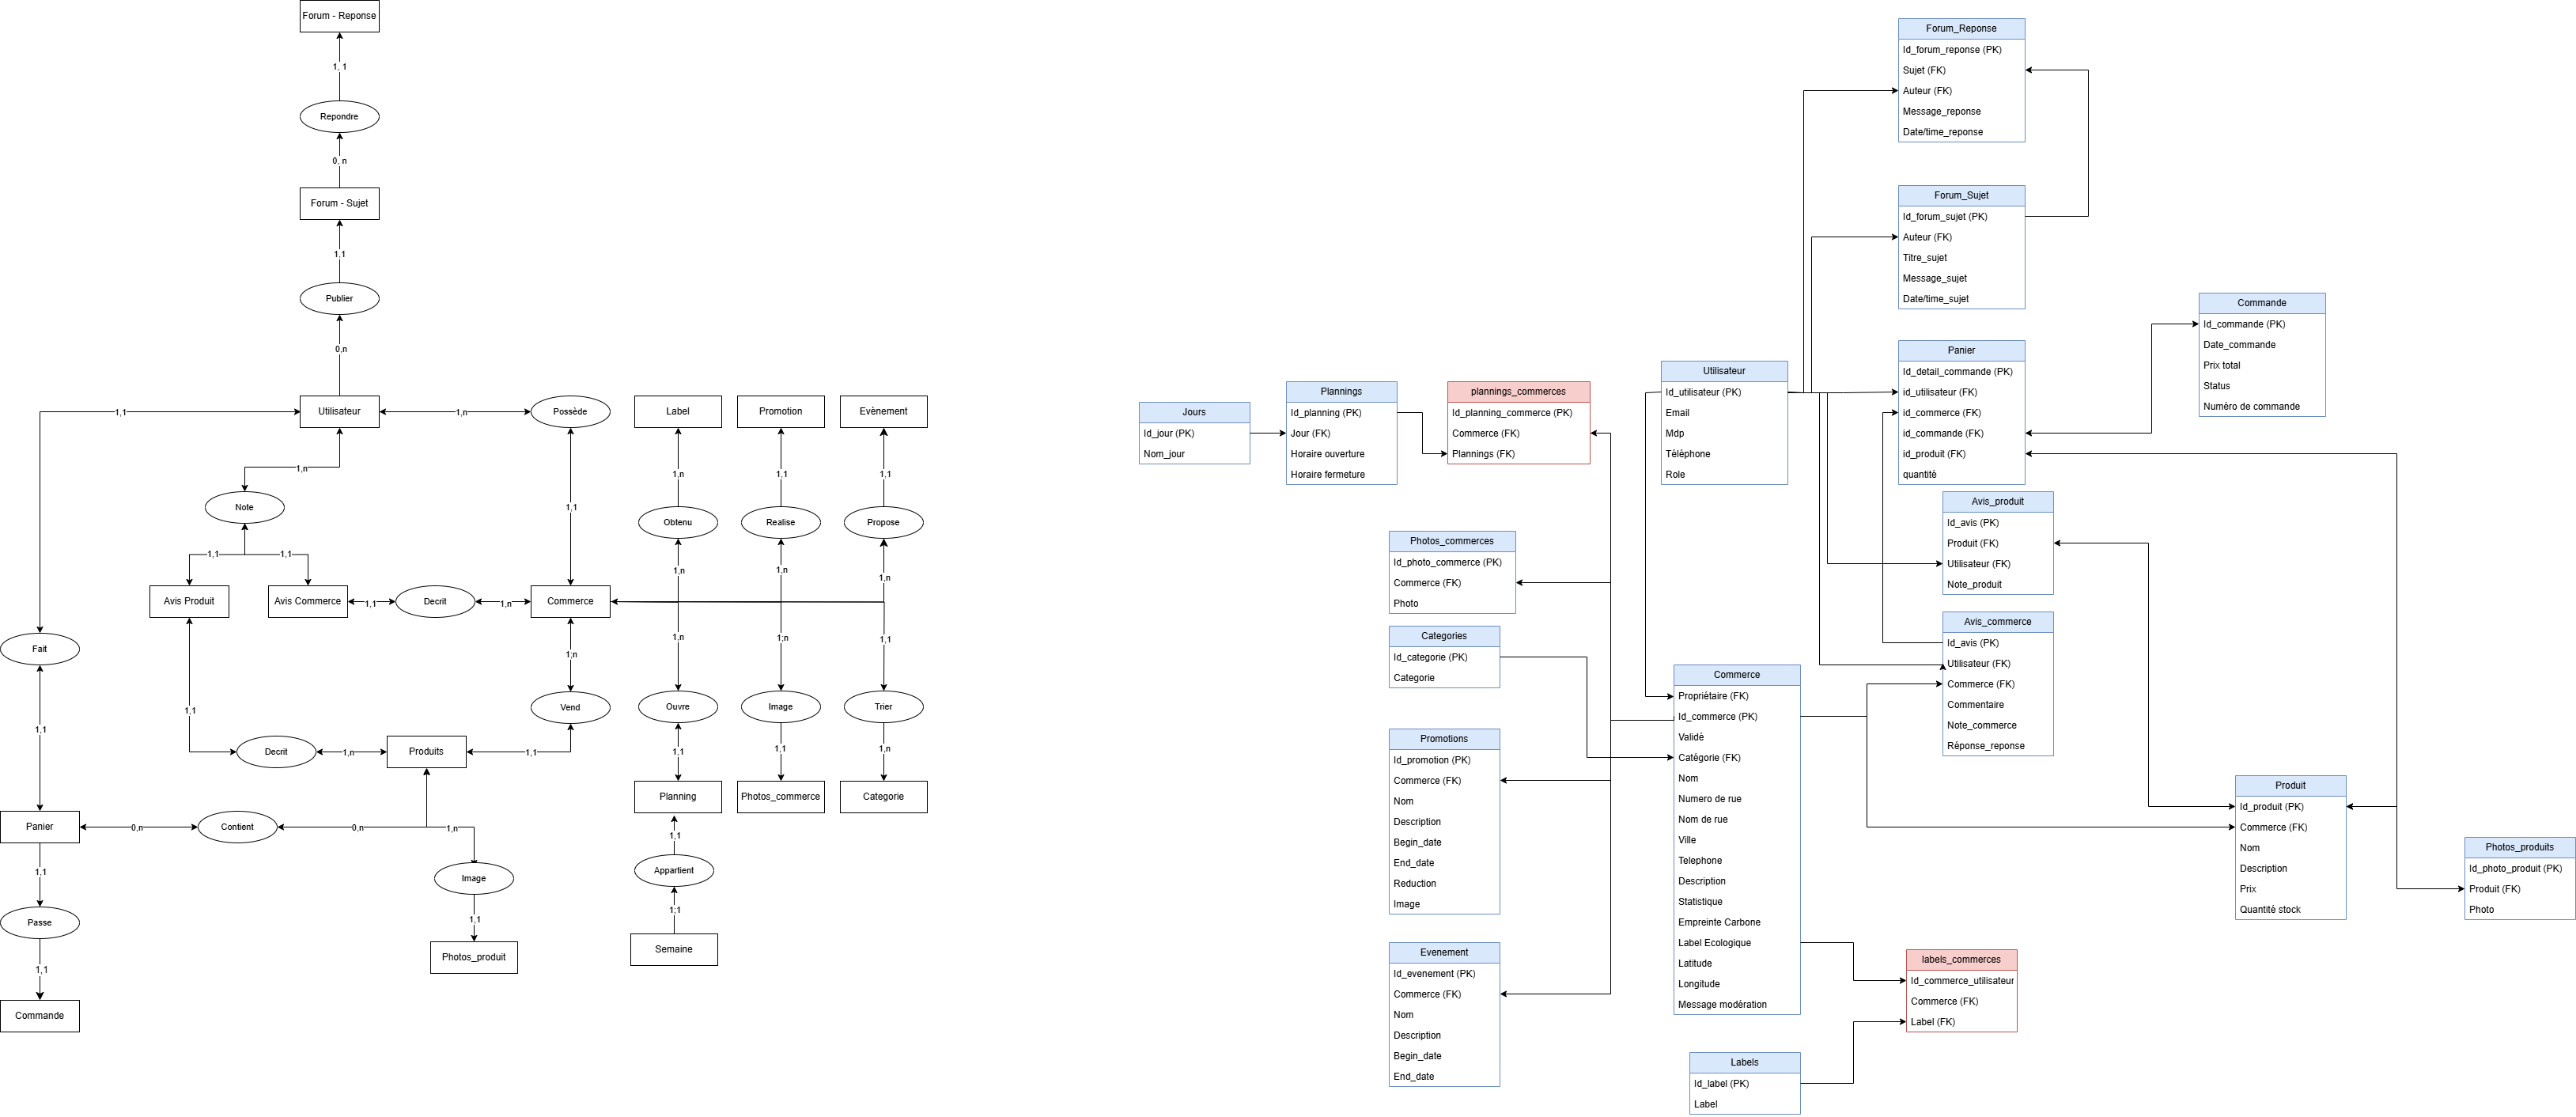 Forum - Reponse
1, 1
Repondre
0, n
Forum - Sujet
1,1
Publier
0,n
1,1
Utilisateur
1,n
Possède
Label
Promotion
Evènement
1,n
Note
1,n
1,1
1,1
1,1
Obtenu
Realise
Propose
1,1
1,1
1,n
1,n
1,n
Avis Produit
Avis Commerce
1,1
Decrit
1,n
Commerce
Fait
1;n
1,n
1;n
1,1
1,1
Vend
Ouvre
Image
Trier
1,1
Decrit
1,n
Produits
1,1
1,1
1,1
1,n
Planning
Photos_commerce
Categorie
Panier
0,n
Contient
0,n
1,n
1,1
1,1
Image
Appartient
Passe
1,1
1;1
Photos_produit
Semaine
1,1
Commande
Forum_Reponse
Id_forum_reponse (PK)
Sujet (FK)
Auteur (FK)
Message_reponse
Date/time_reponse
Forum_Sujet
Id_forum_sujet (PK)
Auteur (FK)
Titre_sujet
Message_sujet
Date/time_sujet
Commande
Id_commande (PK)
Date_commande
Prix total
Status
Numéro de commande
Panier
Id_detail_commande (PK)
id_utilisateur (FK)
id_commerce (FK)
id_commande (FK)
id_produit (FK)
quantité
Utilisateur
Id_utilisateur (PK)
Email
Mdp
Téléphone
Role
plannings_commerces
Id_planning_commerce (PK)
Commerce (FK)
Plannings (FK)
Plannings
Id_planning (PK)
Jour (FK)
Horaire ouverture
Horaire fermeture
Jours
Id_jour (PK)
Nom_jour
Avis_produit
Id_avis (PK)
Produit (FK)
Utilisateur (FK)
Note_produit
Photos_commerces
Id_photo_commerce (PK)
Commerce (FK)
Photo
Avis_commerce
Id_avis (PK)
Utilisateur (FK)
Commerce (FK)
Commentaire
Note_commerce
Réponse_reponse
Categories
Id_categorie (PK)
Categorie
Commerce
Propriétaire (FK)
Id_commerce (PK)
Validé
Catégorie (FK)
Nom
Numero de rue
Nom de rue
Ville
Telephone
Description
Statistique
Empreinte Carbone
Label Ecologique
Latitude
Longitude
Message modération
Promotions
Id_promotion (PK)
Commerce (FK)
Nom
Description
Begin_date
End_date
Reduction
Image
Produit
Id_produit (PK)
Commerce (FK)
Nom
Description
Prix
Quantité stock
Photos_produits
Id_photo_produit (PK)
Produit (FK)
Photo
Evenement
Id_evenement (PK)
Commerce (FK)
Nom
Description
Begin_date
End_date
labels_commerces
Id_commerce_utilisateur
Commerce (FK)
Label (FK)
Labels
Id_label (PK)
Label